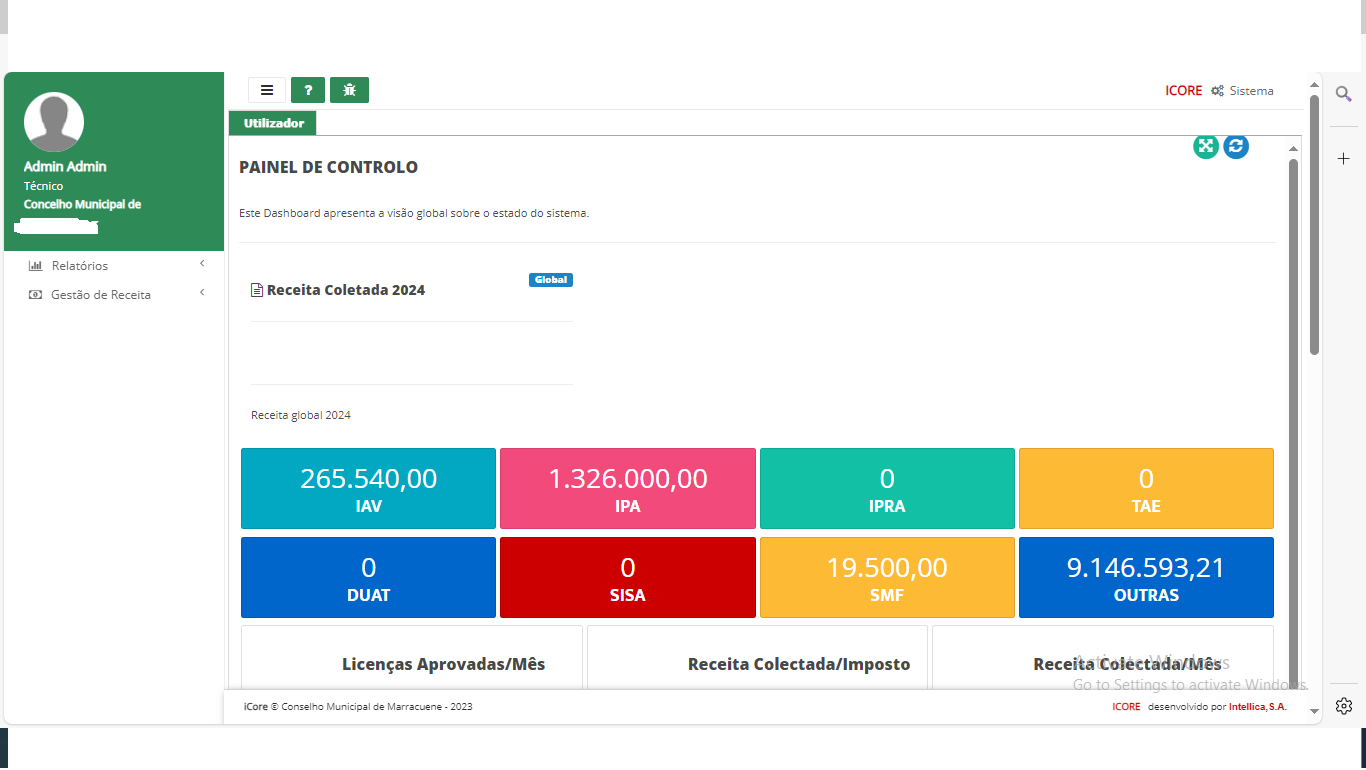 Admin Admin
Técnico
Concelho Municipal de
Relatórios
Gestão de Receita
?
ICORE Sistema
Utilizador
PAINEL DE CONTROLO
Este Dashboard apresenta a visão global sobre o estado do sistema.
Receita Coletada 2024
Global
Receita global 2024
265.540,00
IAV
1.326.000,00
IPA
0
IPRA
0
TAE
0
DUAT
0
SISA
19.500,00
SMF
9.146.593,21
OUTRAS
Licenças Aprovadas/Mês
Receita Colectada/Imposto
Receita Colectada/Mês
Activate Windows
Go to Settings to activate Windows.
iCore © Conselho Municipal de Marracuene - 2023
ICORE desenvolvido por Intellica,S.A.